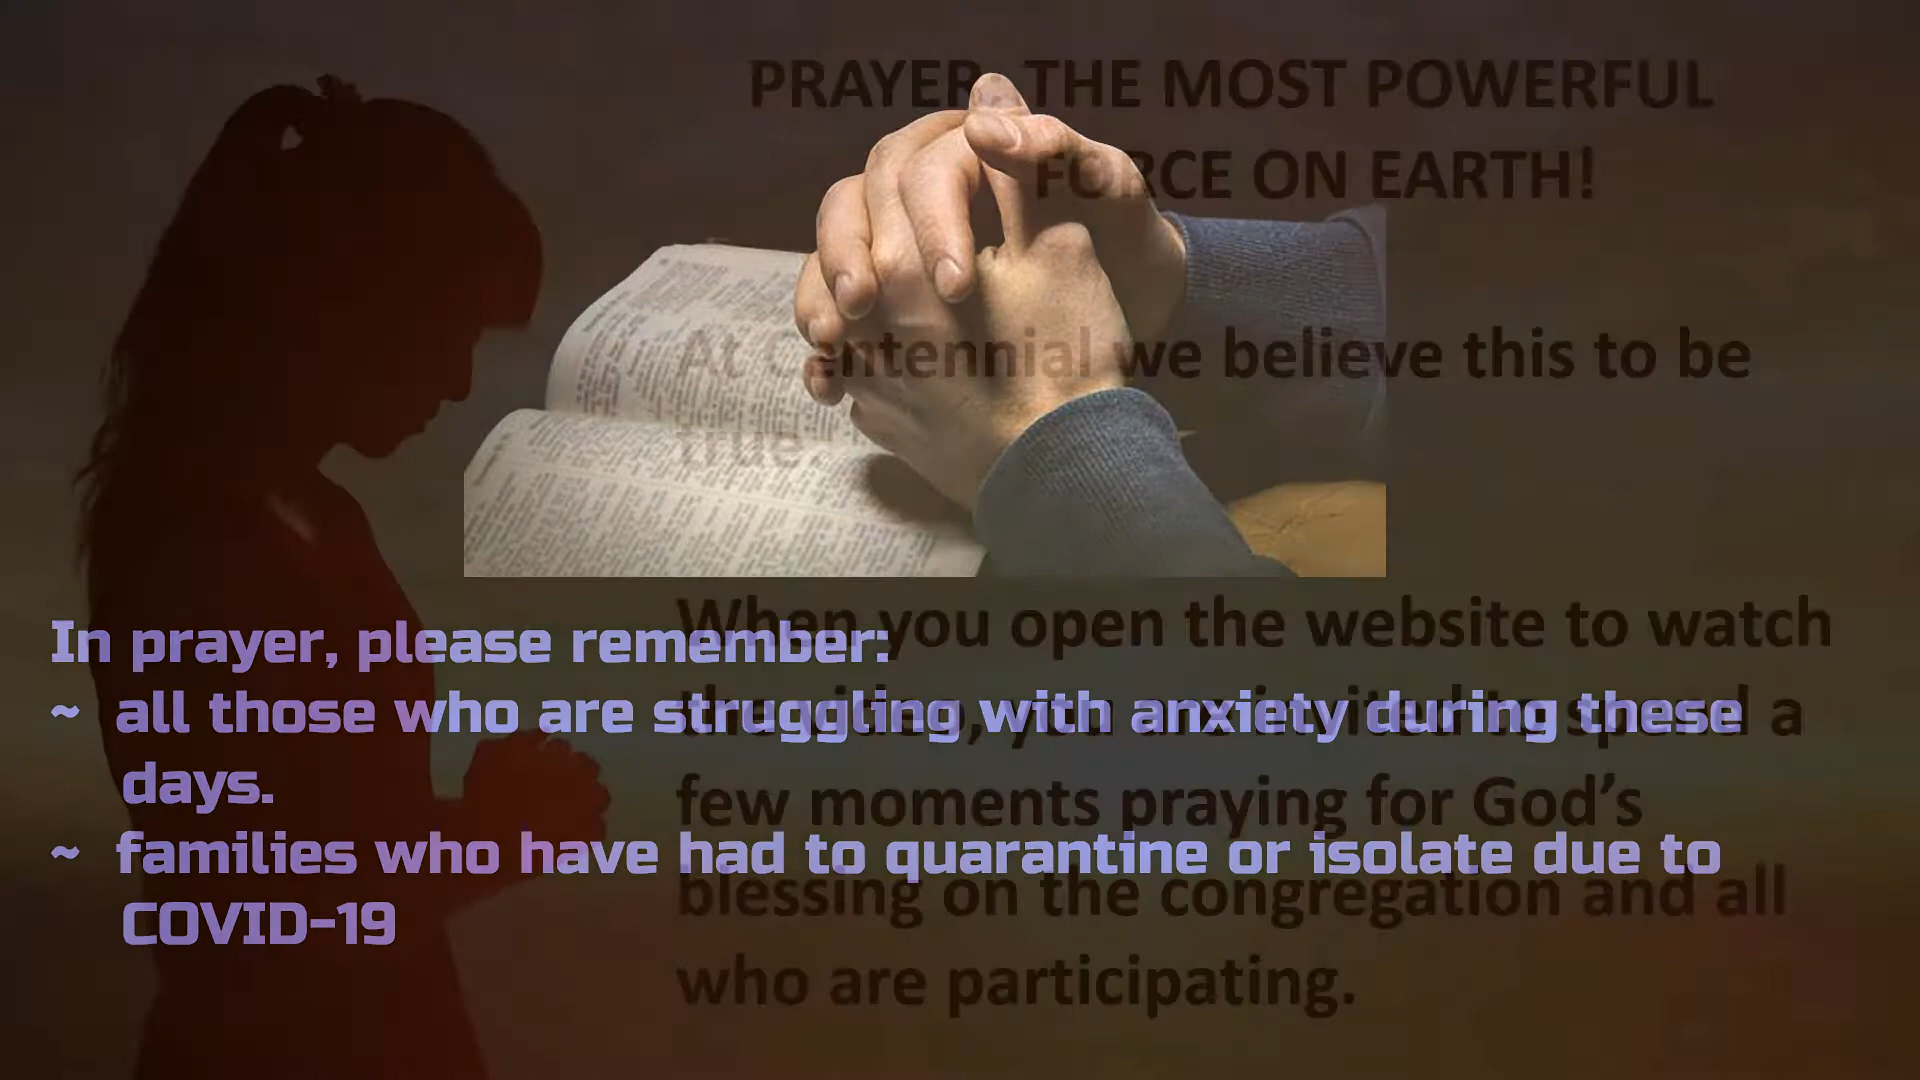 PRAYER, THE MOST POWERFUL
FORCE ON EARTH!
At Centennial we believe this to be
true.
When you open the website to watch
the video, you are invited to spend a
few moments praying for God's
blessing on the congregation and all
who are participating.
In prayer, please remember:
~ all those who are struggling with anxiety during these
days.
~ families who have had to quarantine or isolate due to
COVID-19